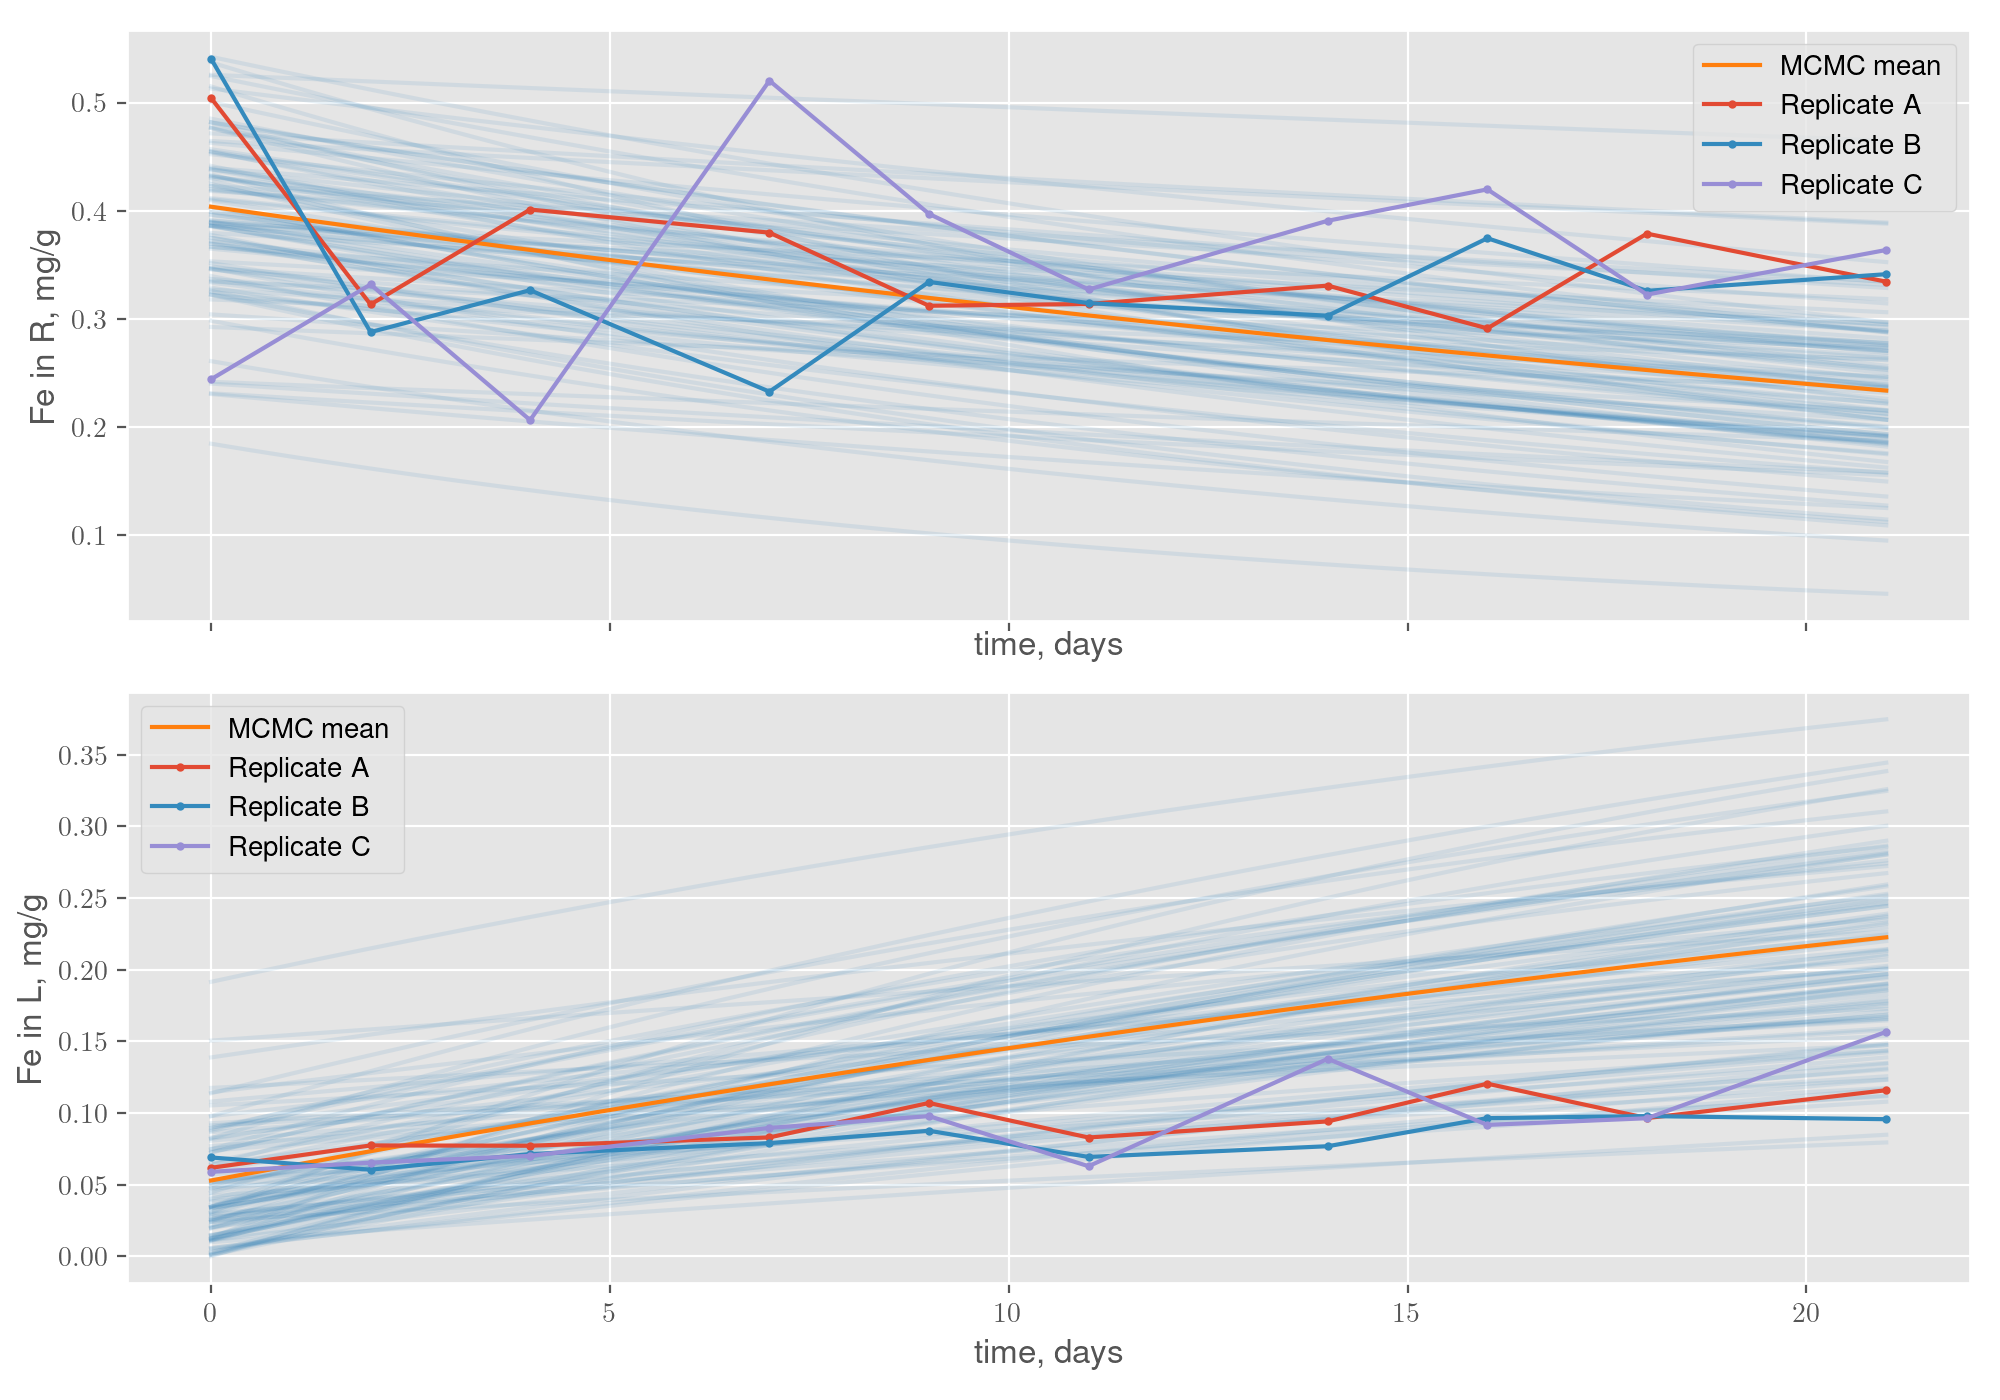 0.5
0.4
0.3
0.2
0.1
Fe in R, mg/g
MCMC mean
Replicate A
Replicate B
Replicate C
time, days
0.35
0.30
0.25
0.20
0.15
0.10
0.05
0.00
Fe in L, mg/g
MCMC mean
Replicate A
Replicate B
Replicate C
0 5 10 15 20
time, days